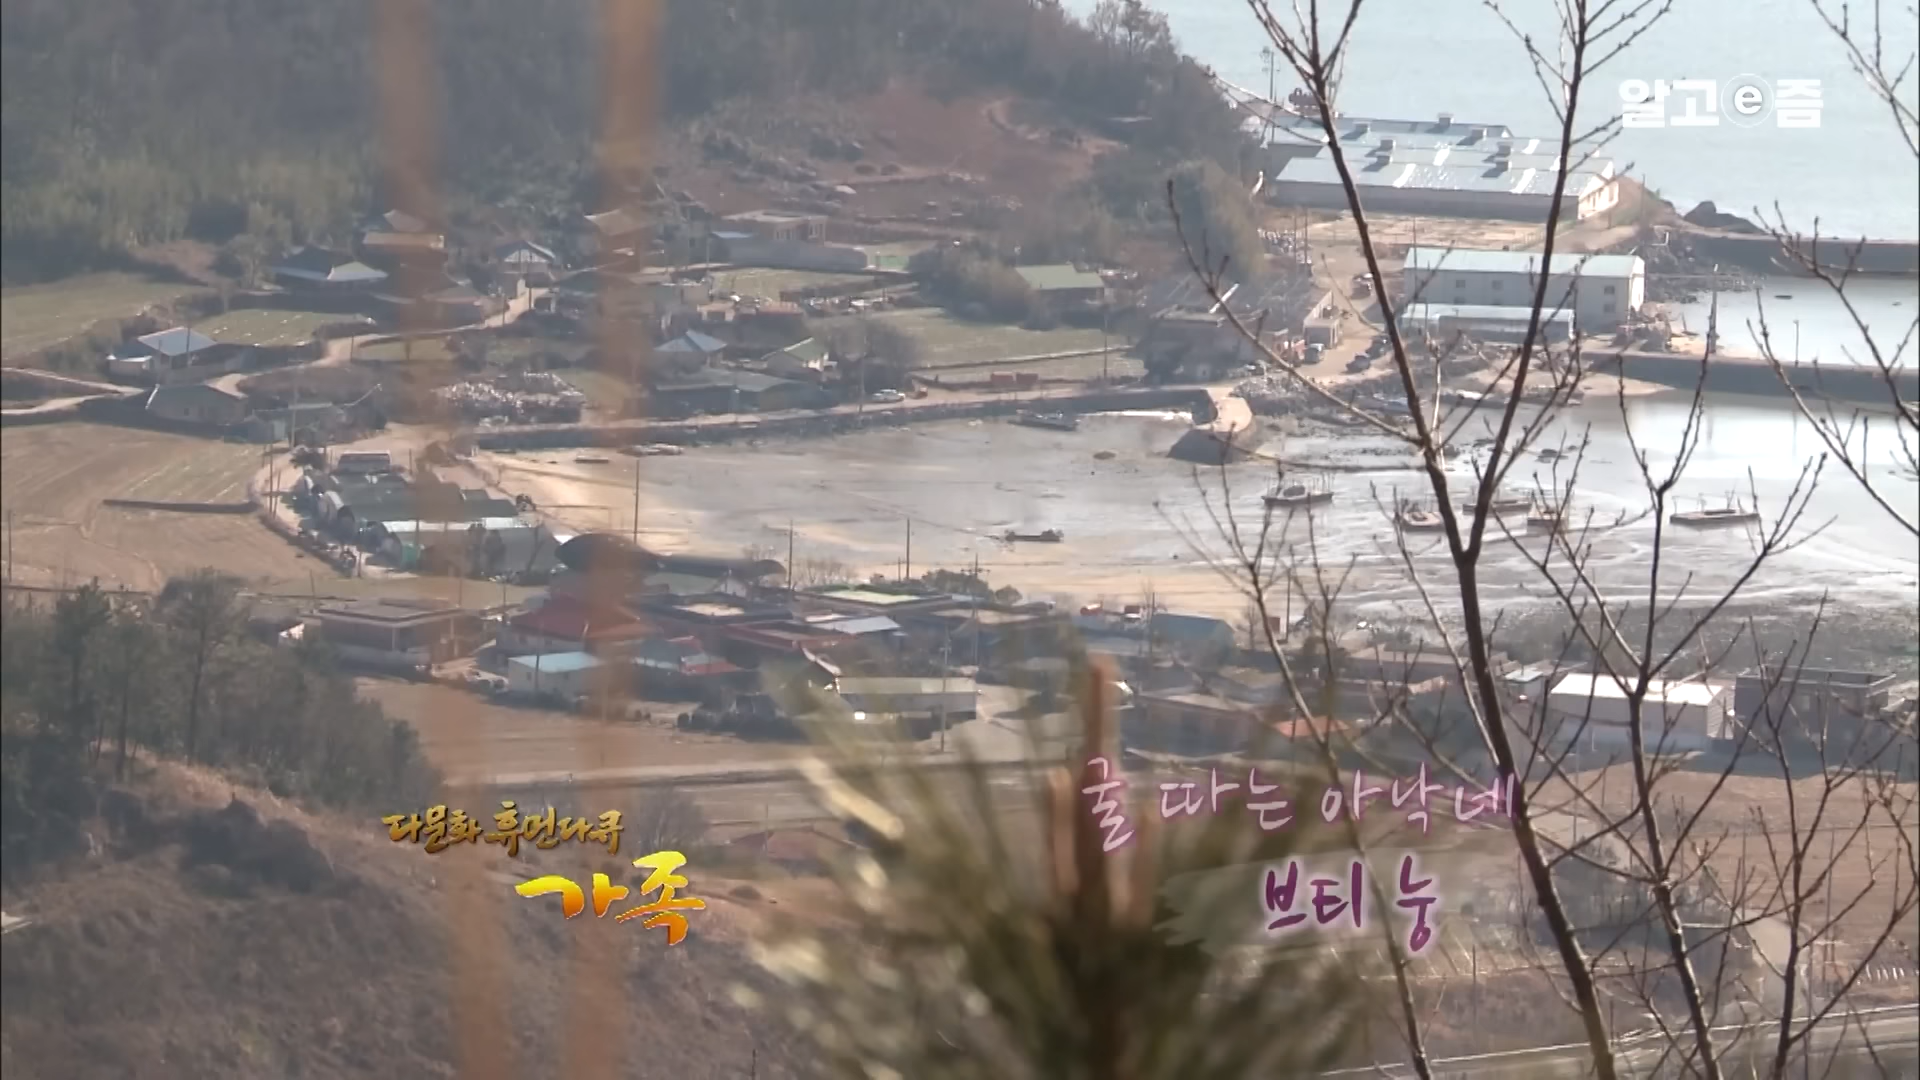 알고e즘
다문화 휴먼다큐
가족
굴 따는 아낙네
브티 눙